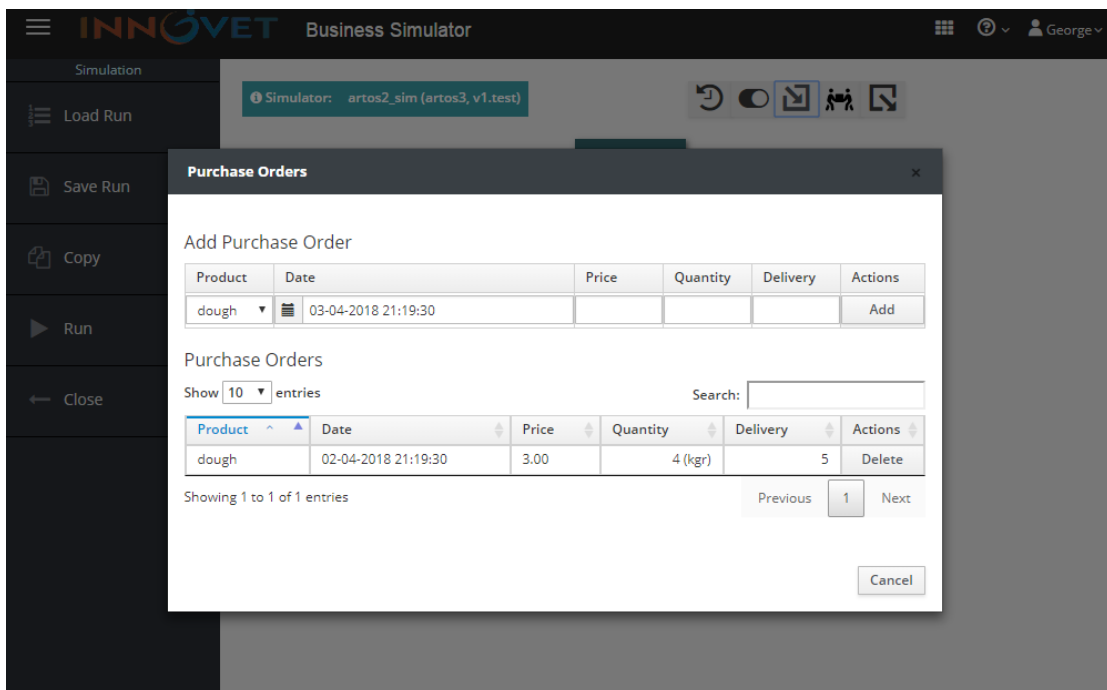 INNOVET Business Simulator George
Simulation
Simulator: artos2_sim (artos3, v1.test)
Load Run
Save Run
Copy
Run
Close
Purchase Orders ×
Add Purchase Order
Product Date Price Quantity Delivery Actions
dough 03-04-2018 21:19:30 Add
Purchase Orders
Show 10 entries Search:
Product Date Price Quantity Delivery Actions
dough 02-04-2018 21:19:30 3.00 4 (kgr) 5 Delete
Showing 1 to 1 of 1 entries Previous 1 Next
Cancel